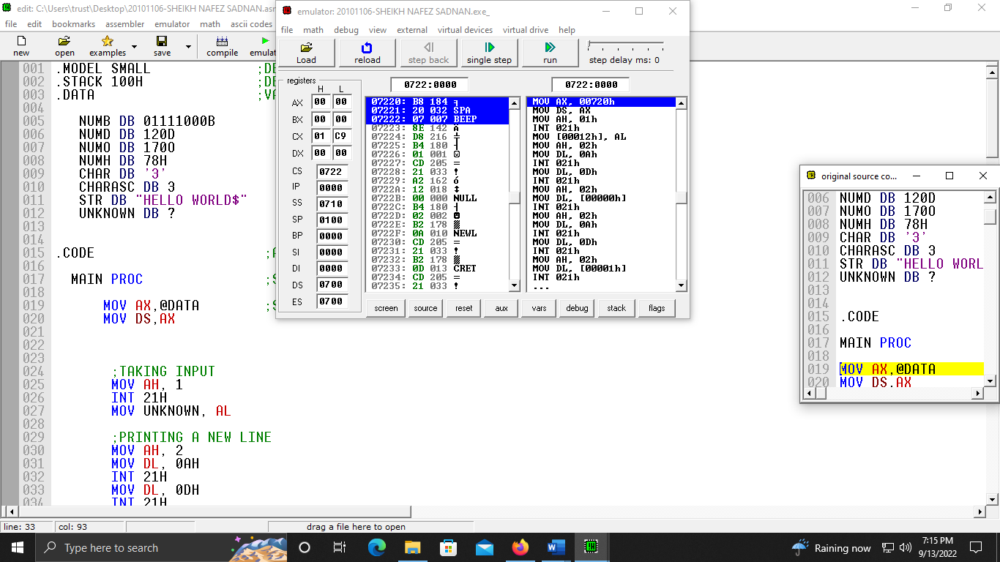 edit: C:\Users\trust\Desktop\20101106-SHEIKH NAFEZ SADNAN.asm
file edit bookmarks assembler emulator math ascii codes
new open examples save compile emulat
001 .MODEL SMALL ;DE
002 .STACK 100H ;DE
003 .DATA ;VA
004
005 NUMB DB 01111000B
006 NUMD DB 120D
007 NUMO DB 170O
008 NUMH DB 78H
009 CHAR DB '3'
010 CHARASC DB 3
011 STR DB "HELLO WORLD$"
012 UNKNOWN DB ?
013
014
015 .CODE ;A
016
017 MAIN PROC ;S
018
019 MOV AX,@DATA ;S
020 MOV DS,AX
021
022
023
024 ;TAKING INPUT
025 MOV AH, 1
026 INT 21H
027 MOV UNKNOWN, AL
028
029 ;PRINTING A NEW LINE
030 MOV AH, 2
031 MOV DL, 0AH
032 INT 21H
033 MOV DL, 0DH
034 INT 21H
line: 33 col: 93 drag a file here to open
emulator: 20101106-SHEIKH NAFEZ SADNAN.exe_
file math debug view external virtual devices virtual drive help
Load reload step back single step run step delay ms: 0
registers 0722:0000 0722:0000
H L
AX 00 00
BX 00 00
CX 01 C9
DX 00 00
CS 0722
IP 0000
SS 0710
SP 0100
BP 0000
SI 0000
DI 0000
DS 0700
ES 0700
07220: B8 184 ╕
07221: 20 032 SPA
07222: 07 007 BEEP
07223: 8E 142 Ä
07224: D8 216 ╪
07225: B4 180 ┤
07226: 01 001 ☺
07227: CD 205 =
07228: 21 033 !
07229: A2 162 ó
0722A: 12 018 ↕
0722B: 00 000 NULL
0722C: B4 180 ┤
0722D: 02 002 ☻
0722E: B2 178 ▓
0722F: 0A 010 NEWL
07230: CD 205 =
07231: 21 033 !
07232: B2 178 ▓
07233: 0D 013 CRET
07234: CD 205 =
07235: 21 033 !
MOV AX, 00720h
MOV DS, AX
MOV AH, 01h
INT 021h
MOV [00012h], AL
MOV AH, 02h
MOV DL, 0Ah
INT 021h
MOV DL, 0Dh
INT 021h
MOV AH, 02h
MOV DL, [00000h]
INT 021h
MOV AH, 02h
MOV DL, 0Ah
INT 021h
MOV DL, 0Dh
INT 021h
MOV AH, 02h
MOV DL, [00001h]
INT 021h
...
screen source reset aux vars debug stack flags
original source co...
006 NUMD DB 120D
007 NUMO DB 170O
008 NUMH DB 78H
009 CHAR DB '3'
010 CHARASC DB 3
011 STR DB "HELLO WORL
012 UNKNOWN DB ?
013
014
015 .CODE
016
017 MAIN PROC
018
019 MOV AX,@DATA
020 MOV DS,AX
Type here to search
Raining now
7:15 PM
9/13/2022